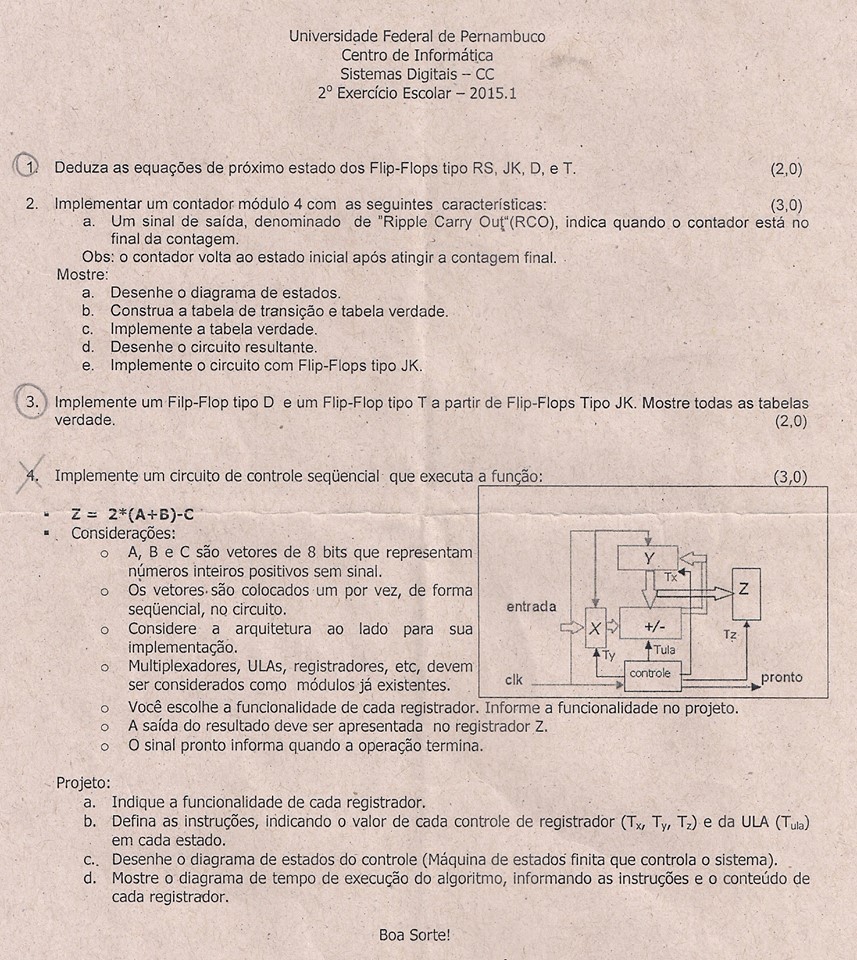 Universidade Federal de Pernambuco
Centro de Informática
Sistemas Digitais – CC
2º Exercício Escolar – 2015.1
1. Deduza as equações de próximo estado dos Flip-Flops tipo RS, JK, D, e T. (2,0)
2. Implementar um contador módulo 4 com as seguintes características: (3,0)
a. Um sinal de saída, denominado de "Ripple Carry Out"(RCO), indica quando o contador está no
final da contagem.
Obs: o contador volta ao estado inicial após atingir a contagem final.
Mostre:
a. Desenhe o diagrama de estados.
b. Construa a tabela de transição e tabela verdade.
c. Implemente a tabela verdade.
d. Desenhe o circuito resultante.
e. Implemente o circuito com Flip-Flops tipo JK.
3. Implemente um Filp-Flop tipo D e um Flip-Flop tipo T a partir de Flip-Flops Tipo JK. Mostre todas as tabelas
verdade. (2,0)
4. Implemente um circuito de controle seqüencial que executa a função: (3,0)
▪ Z = 2*(A+B)-C
▪ Considerações:
o A, B e C são vetores de 8 bits que representam
números inteiros positivos sem sinal.
o Os vetores são colocados um por vez, de forma
seqüencial, no circuito.
o Considere a arquitetura ao lado para sua
implementação.
o Multiplexadores, ULAs, registradores, etc, devem
ser considerados como módulos já existentes.
Y
Tx
Z
entrada
X
+/-
Tz
Ty
Tula
clk
controle
pronto
o Você escolhe a funcionalidade de cada registrador. Informe a funcionalidade no projeto.
o A saída do resultado deve ser apresentada no registrador Z.
o O sinal pronto informa quando a operação termina.
Projeto:
a. Indique a funcionalidade de cada registrador.
b. Defina as instruções, indicando o valor de cada controle de registrador (Tx, Ty, Tz) e da ULA (Tula)
em cada estado.
c. Desenhe o diagrama de estados do controle (Máquina de estados finita que controla o sistema).
d. Mostre o diagrama de tempo de execução do algoritmo, informando as instruções e o conteúdo de
cada registrador.
Boa Sorte!